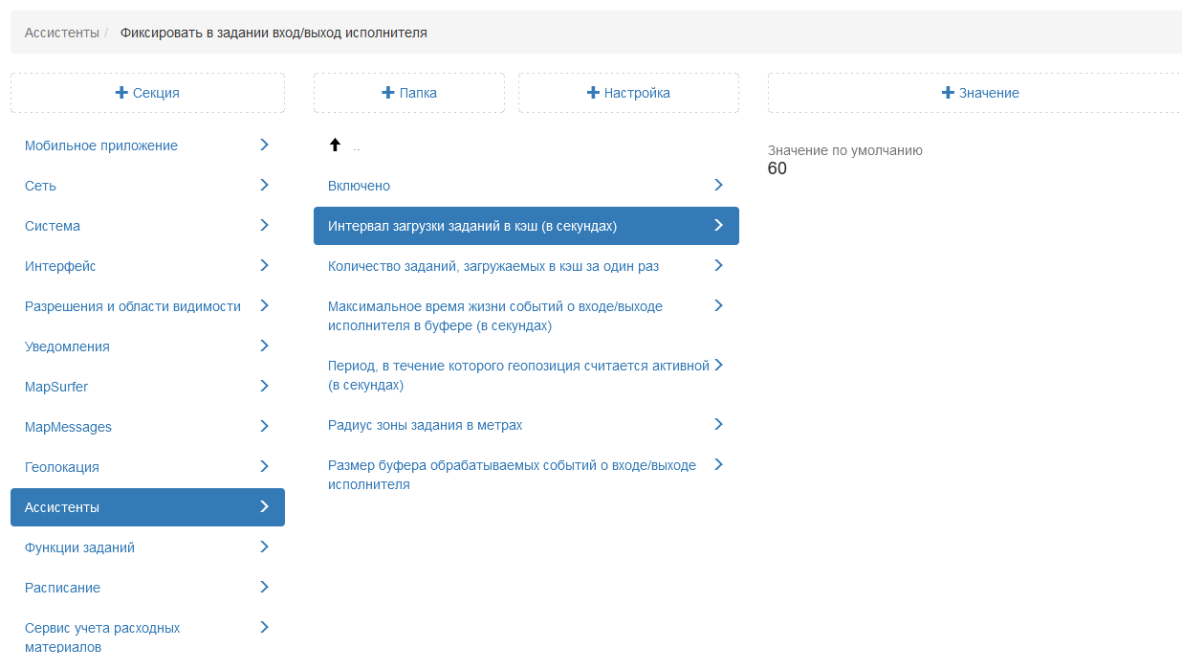 Ассистенты / Фиксировать в задании вход/выход исполнителя
+ Секция
+ Папка
+ Настройка
+ Значение
Мобильное приложение
Сеть
Система
Интерфейс
Разрешения и области видимости
Уведомления
MapSurfer
MapMessages
Геолокация
Ассистенты
Функции заданий
Расписание
Сервис учета расходных
материалов
..
Включено
Интервал загрузки заданий в кэш (в секундах)
Количество заданий, загружаемых в кэш за один раз
Максимальное время жизни событий о входе/выходе
исполнителя в буфере (в секундах)
Период, в течение которого геопозиция считается активной
(в секундах)
Радиус зоны задания в метрах
Размер буфера обрабатываемых событий о входе/выходе
исполнителя
Значение по умолчанию
60